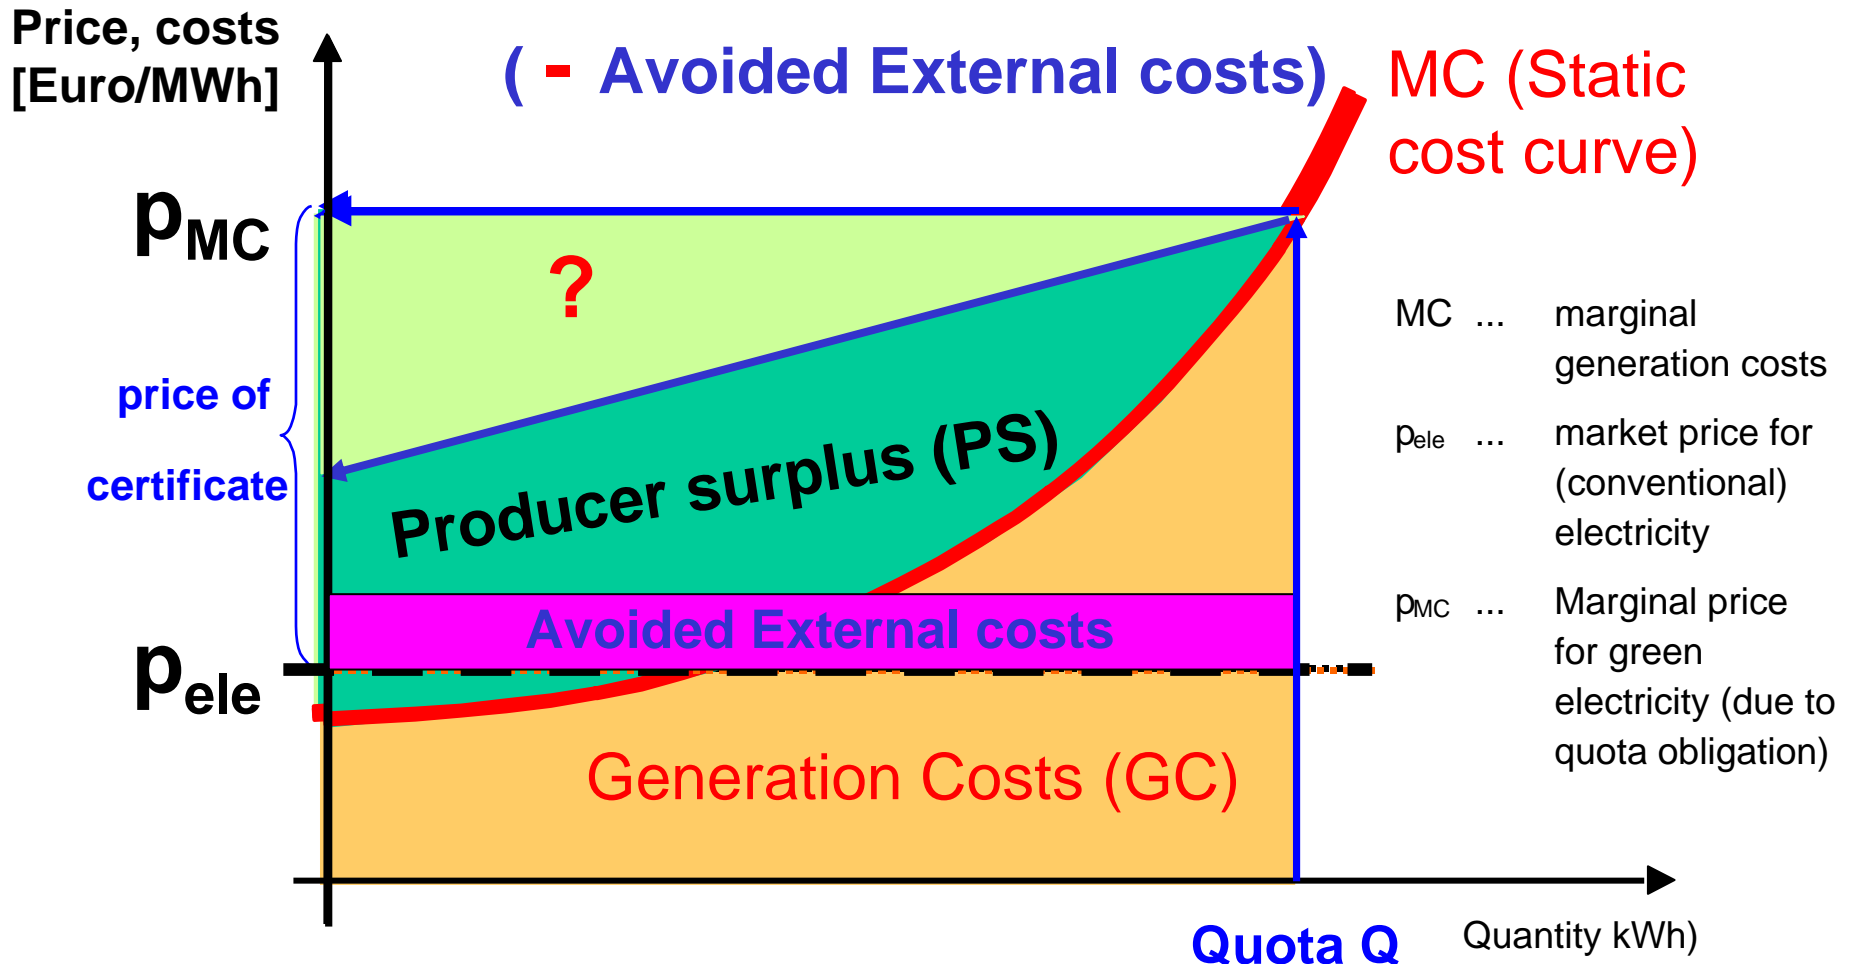 Price, costs
[Euro/MWh]
( - Avoided External costs)
MC (Static
cost curve)
pMC
?
price of
certificate
Producer surplus (PS)
Avoided External costs
pele
Generation Costs (GC)
MC ... marginal
generation costs
pele ... market price for
(conventional)
electricity
pMC ... Marginal price
for green
electricity (due to
quota obligation)
Quota Q
Quantity kWh)